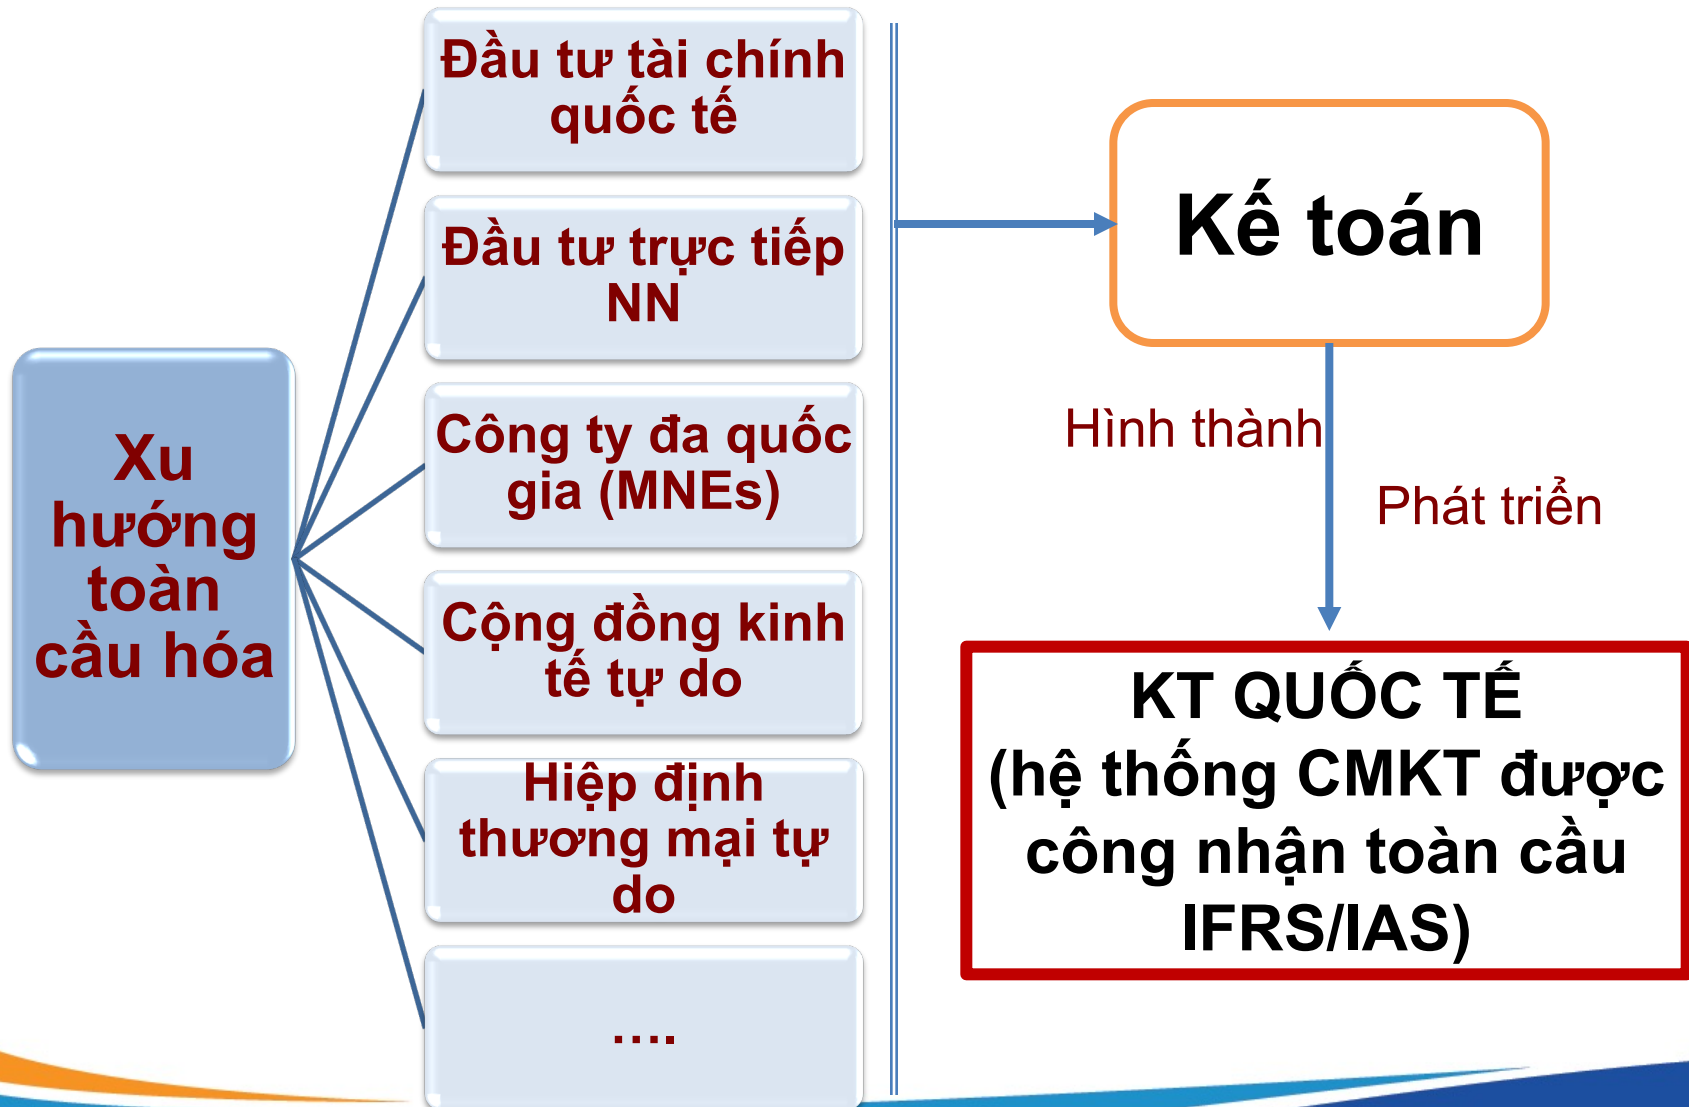 Xu
hướng
toàn
cầu hóa
Đầu tư tài chính
quốc tế
Đầu tư trực tiếp
NN
Công ty đa quốc
gia (MNEs)
Cộng đồng kinh
tế tự do
Hiệp định
thương mại tự
do
....
Kế toán
Hình thành
Phát triển
KT QUỐC TẾ
(hệ thống CMKT được
công nhận toàn cầu
IFRS/IAS)